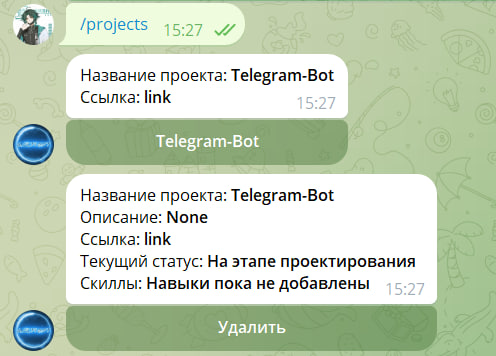 /projects 15:27
Название проекта: Telegram-Bot
Ссылка: link
15:27
Telegram-Bot
Название проекта: Telegram-Bot
Описание: None
Ссылка: link
Текущий статус: На этапе проектирования
Скиллы: Навыки пока не добавлены 15:27
Удалить